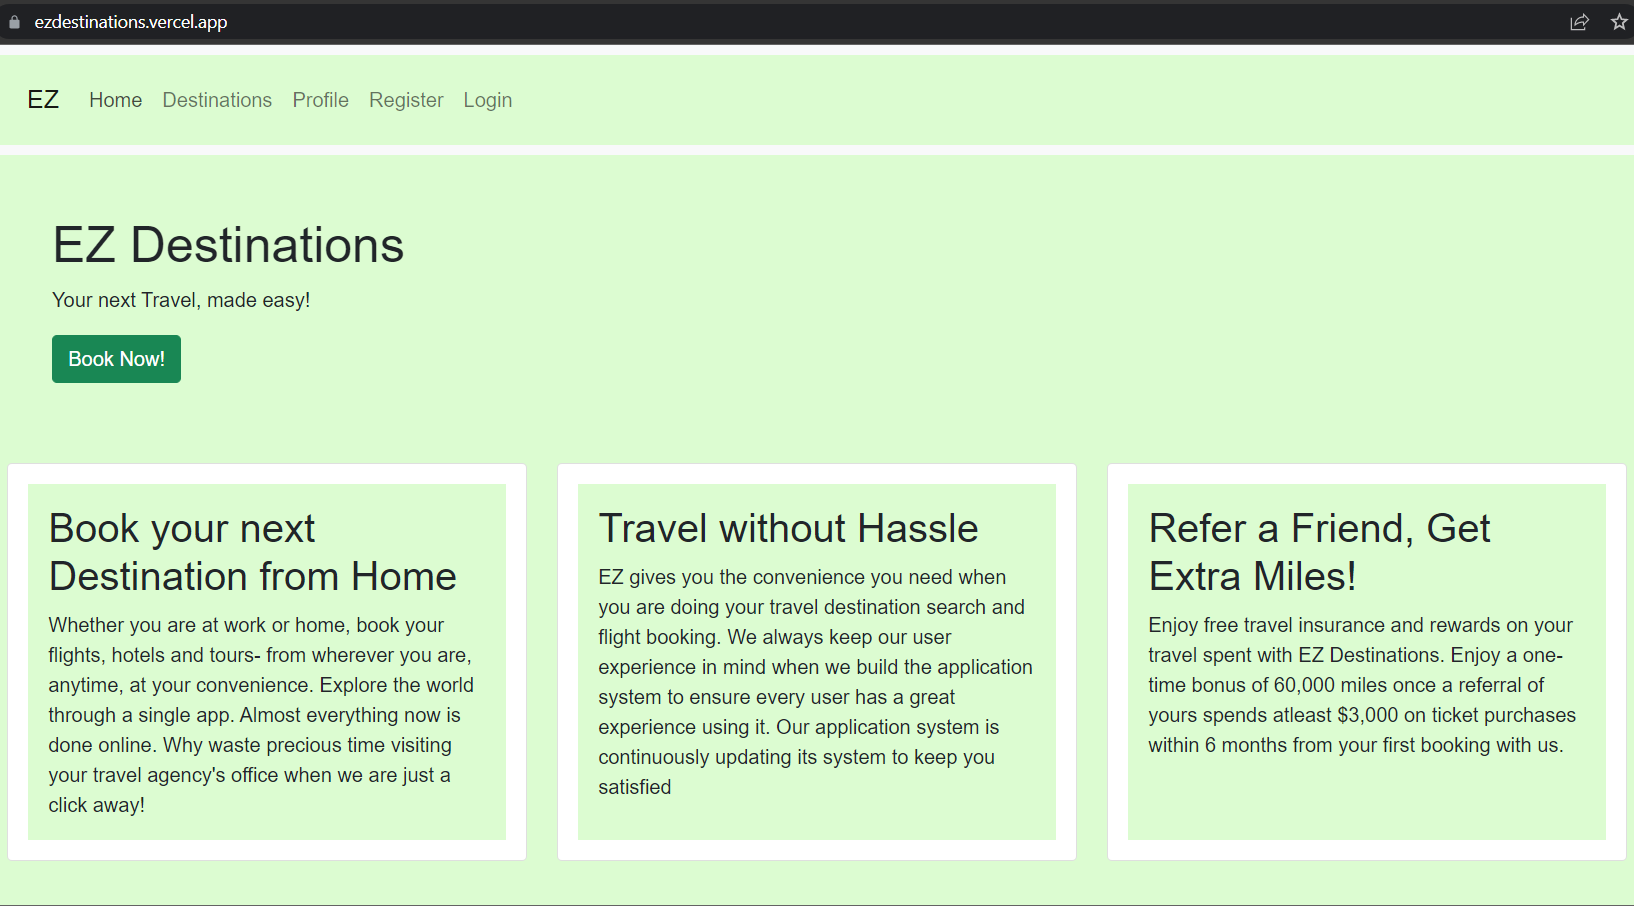 ezdestinations.vercel.app
EZ Home Destinations Profile Register Login
EZ Destinations
Your next Travel, made easy!
Book Now!
Book your next
Destination from Home
Whether you are at work or home, book your
flights, hotels and tours- from wherever you are,
anytime, at your convenience. Explore the world
through a single app. Almost everything now is
done online. Why waste precious time visiting
your travel agency's office when we are just a
click away!
Travel without Hassle
EZ gives you the convenience you need when
you are doing your travel destination search and
flight booking. We always keep our user
experience in mind when we build the application
system to ensure every user has a great
experience using it. Our application system is
continuously updating its system to keep you
satisfied
Refer a Friend, Get
Extra Miles!
Enjoy free travel insurance and rewards on your
travel spent with EZ Destinations. Enjoy a one-
time bonus of 60,000 miles once a referral of
yours spends atleast $3,000 on ticket purchases
within 6 months from your first booking with us.